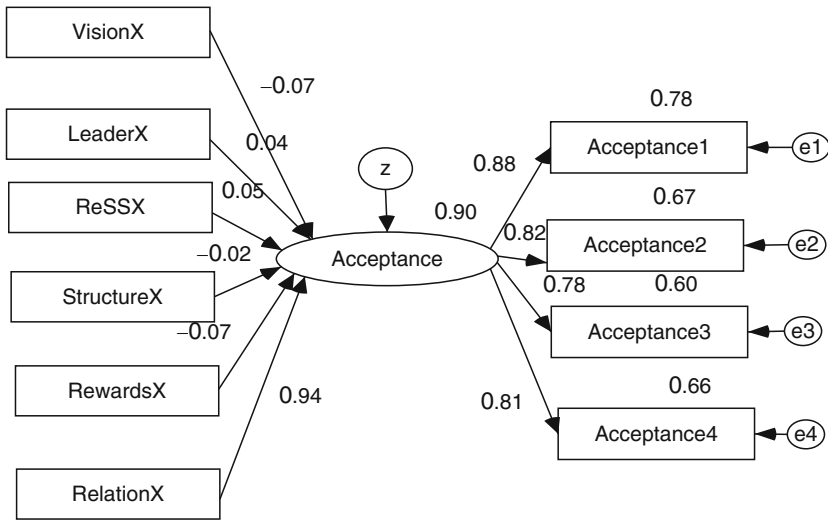 VisionX
−0.07
0.78
LeaderX
0.04
Acceptance1
e1
z
0.88
ReSSX
0.05
0.90
0.67
−0.02
Acceptance
0.82
Acceptance2
e2
StructureX
0.78
0.60
−0.07
Acceptance3
e3
RewardsX
0.94
0.81
0.66
Acceptance4
e4
RelationX